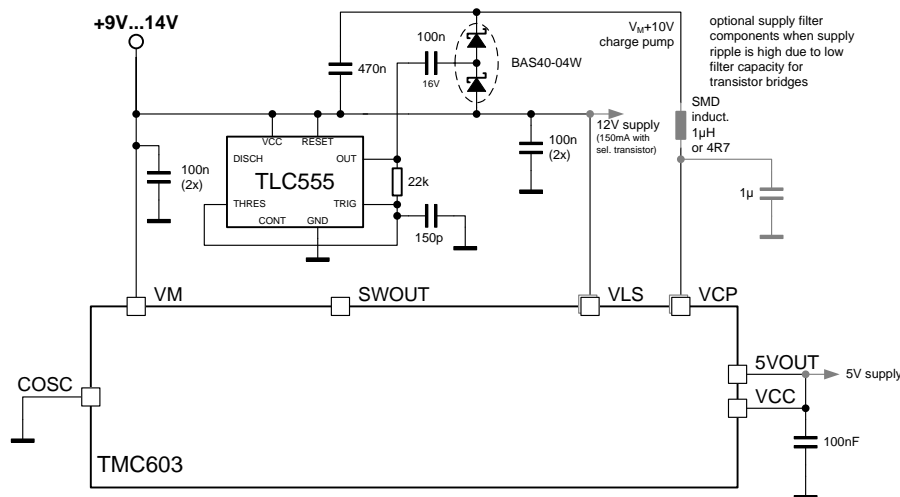 +9V...14V
470n
100n
16V
BAS40-04W
V_M+10V
charge pump
optional supply filter
components when supply
ripple is high due to low
filter capacity for
transistor bridges
SMD
induct.
1µH
or 4R7
1µ
100n
(2x)
VCC
RESET
DISCH
OUT
TLC555
THRES
TRIG
CONT
GND
22k
150p
100n
(2x)
12V supply
(150mA with
sel. transistor)
VM
SWOUT
VLS
VCP
COSC
5VOUT
5V supply
VCC
100nF
TMC603